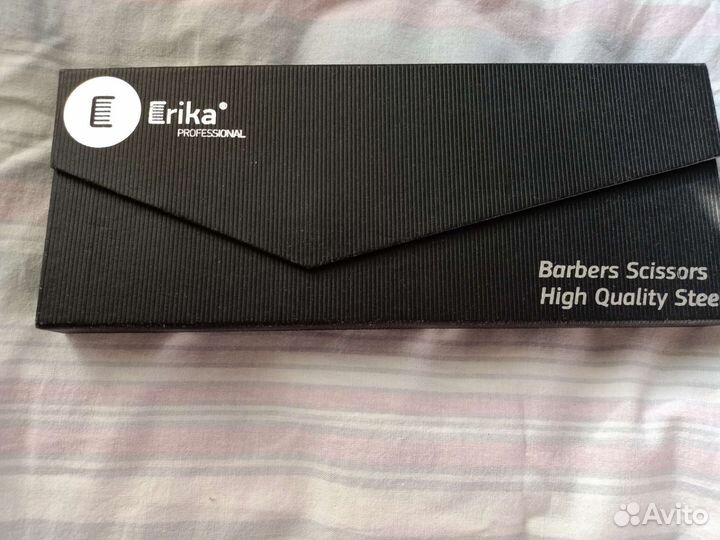 Erika
PROFESSIONAL
Barbers Scissors
High Quality Stee
Avito